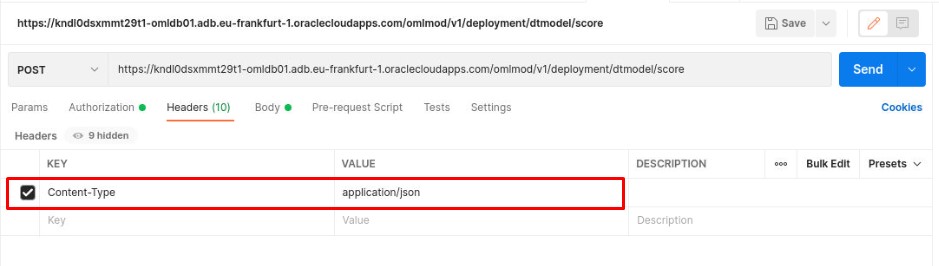 https://kndl0dsxmmt29t1-omldb01.adb.eu-frankfurt-1.oraclecloudapps.com/omlmod/v1/deployment/dtmodel/score Save
POST https://kndl0dsxmmt29t1-omldb01.adb.eu-frankfurt-1.oraclecloudapps.com/omlmod/v1/deployment/dtmodel/score Send
Params Authorization Headers (10) Body Pre-request Script Tests Settings Cookies
Headers 9 hidden
KEY VALUE DESCRIPTION ooo Bulk Edit Presets
Content-Type application/json
Key Value Description